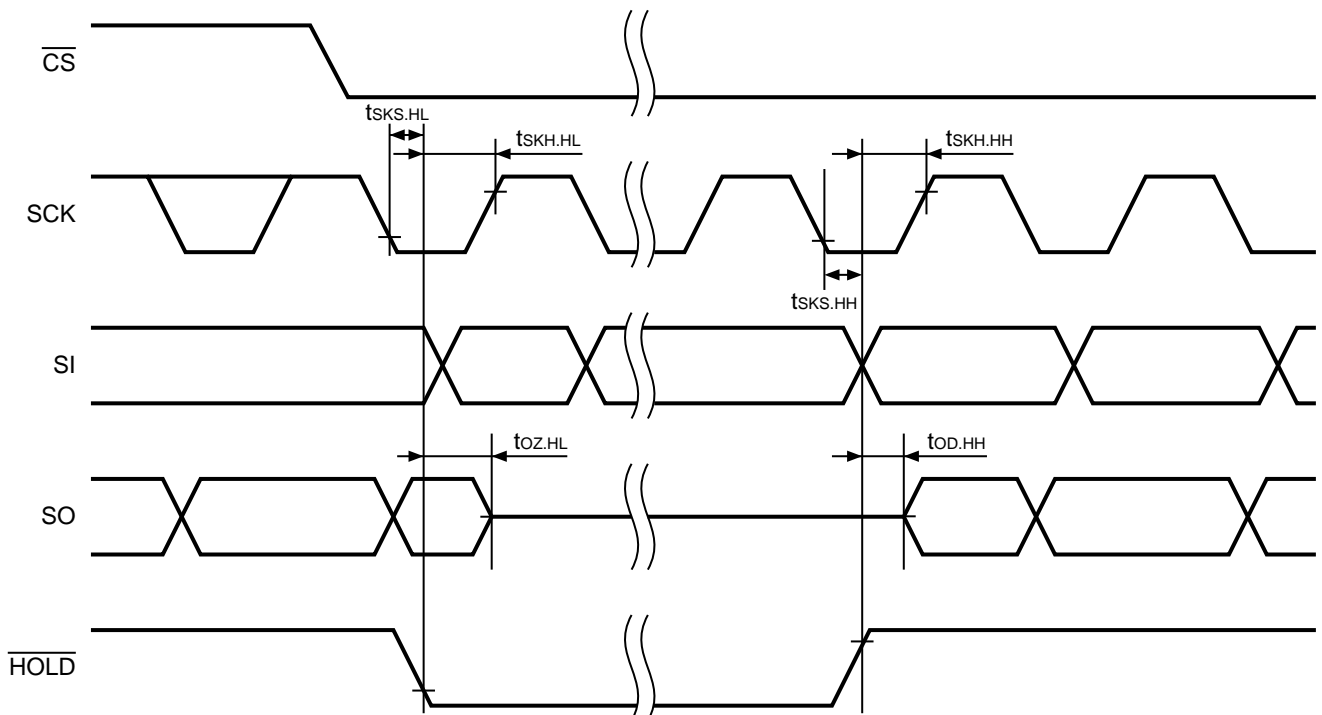 CS
tSKS.HL
tSKH.HL
tSKH.HH
SCK
tSKS.HH
SI
tOZ.HL
tOD.HH
SO
HOLD